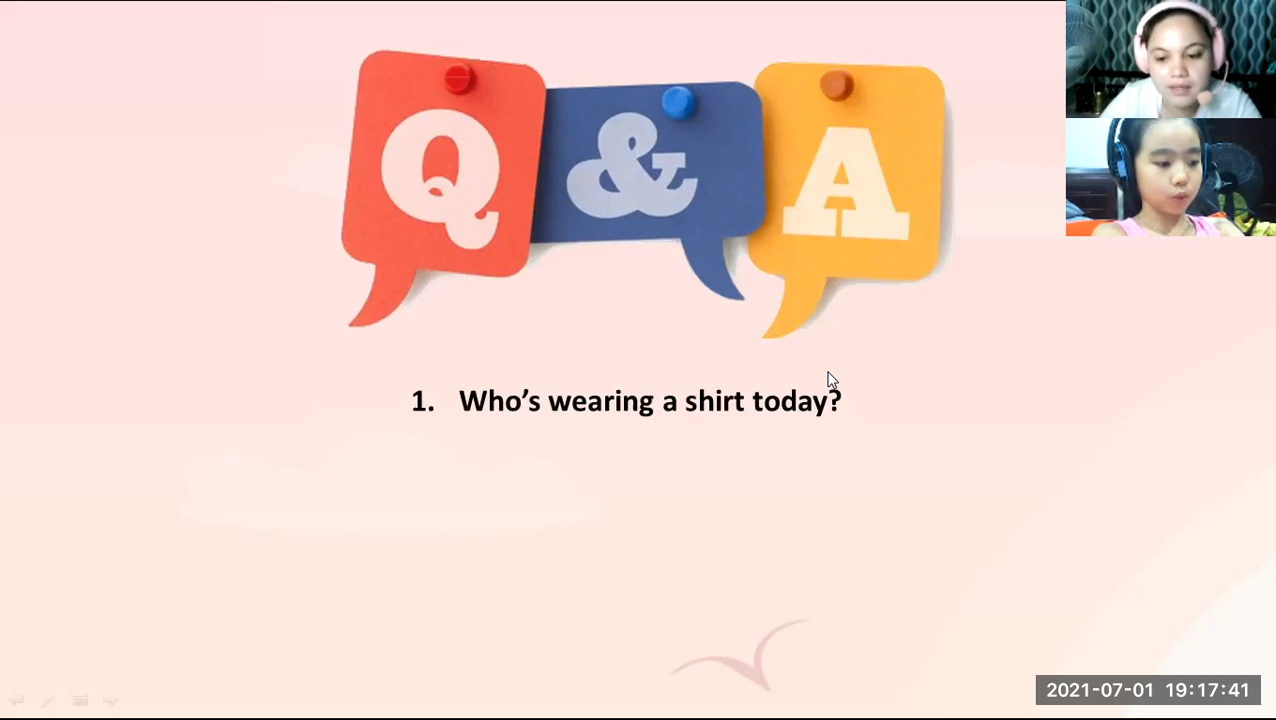 Q & A
1. Who’s wearing a shirt today?
2021-07-01 19:17:41